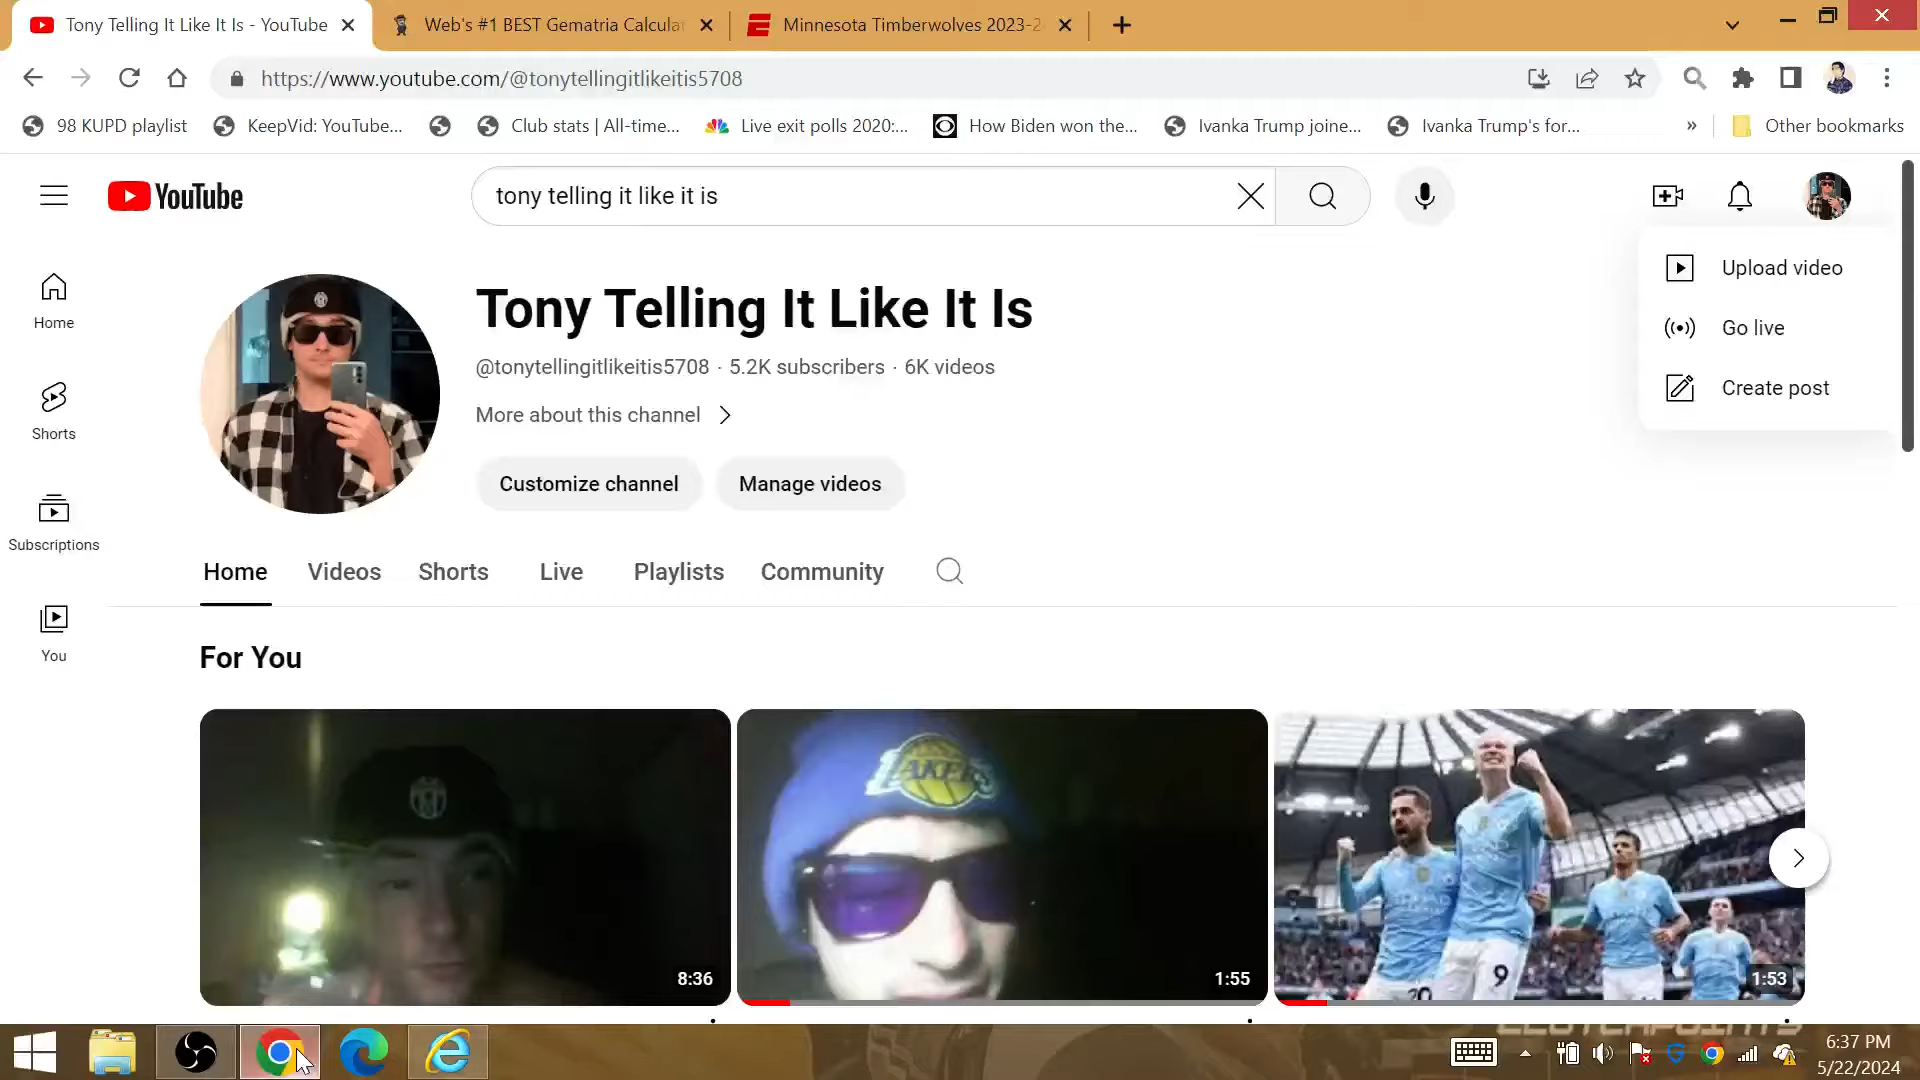 Tony Telling It Like It Is - YouTube
Web's #1 BEST Gematria Calculat
Minnesota Timberwolves 2023-2
https://www.youtube.com/@tonytellingitlikeitis5708
98 KUPD playlist
KeepVid: YouTube...
Club stats | All-time...
Live exit polls 2020:...
How Biden won the...
Ivanka Trump joine...
Ivanka Trump's for...
»
Other bookmarks
YouTube
tony telling it like it is
Upload video
Go live
Create post
Home
Shorts
Subscriptions
You
Tony Telling It Like It Is
@tonytellingitlikeitis5708 · 5.2K subscribers · 6K videos
More about this channel
Customize channel
Manage videos
Home
Videos
Shorts
Live
Playlists
Community
For You
8:36
LAKERS
1:55
9
20
1:53
CLUTCHPOINTS
6:37 PM
5/22/2024